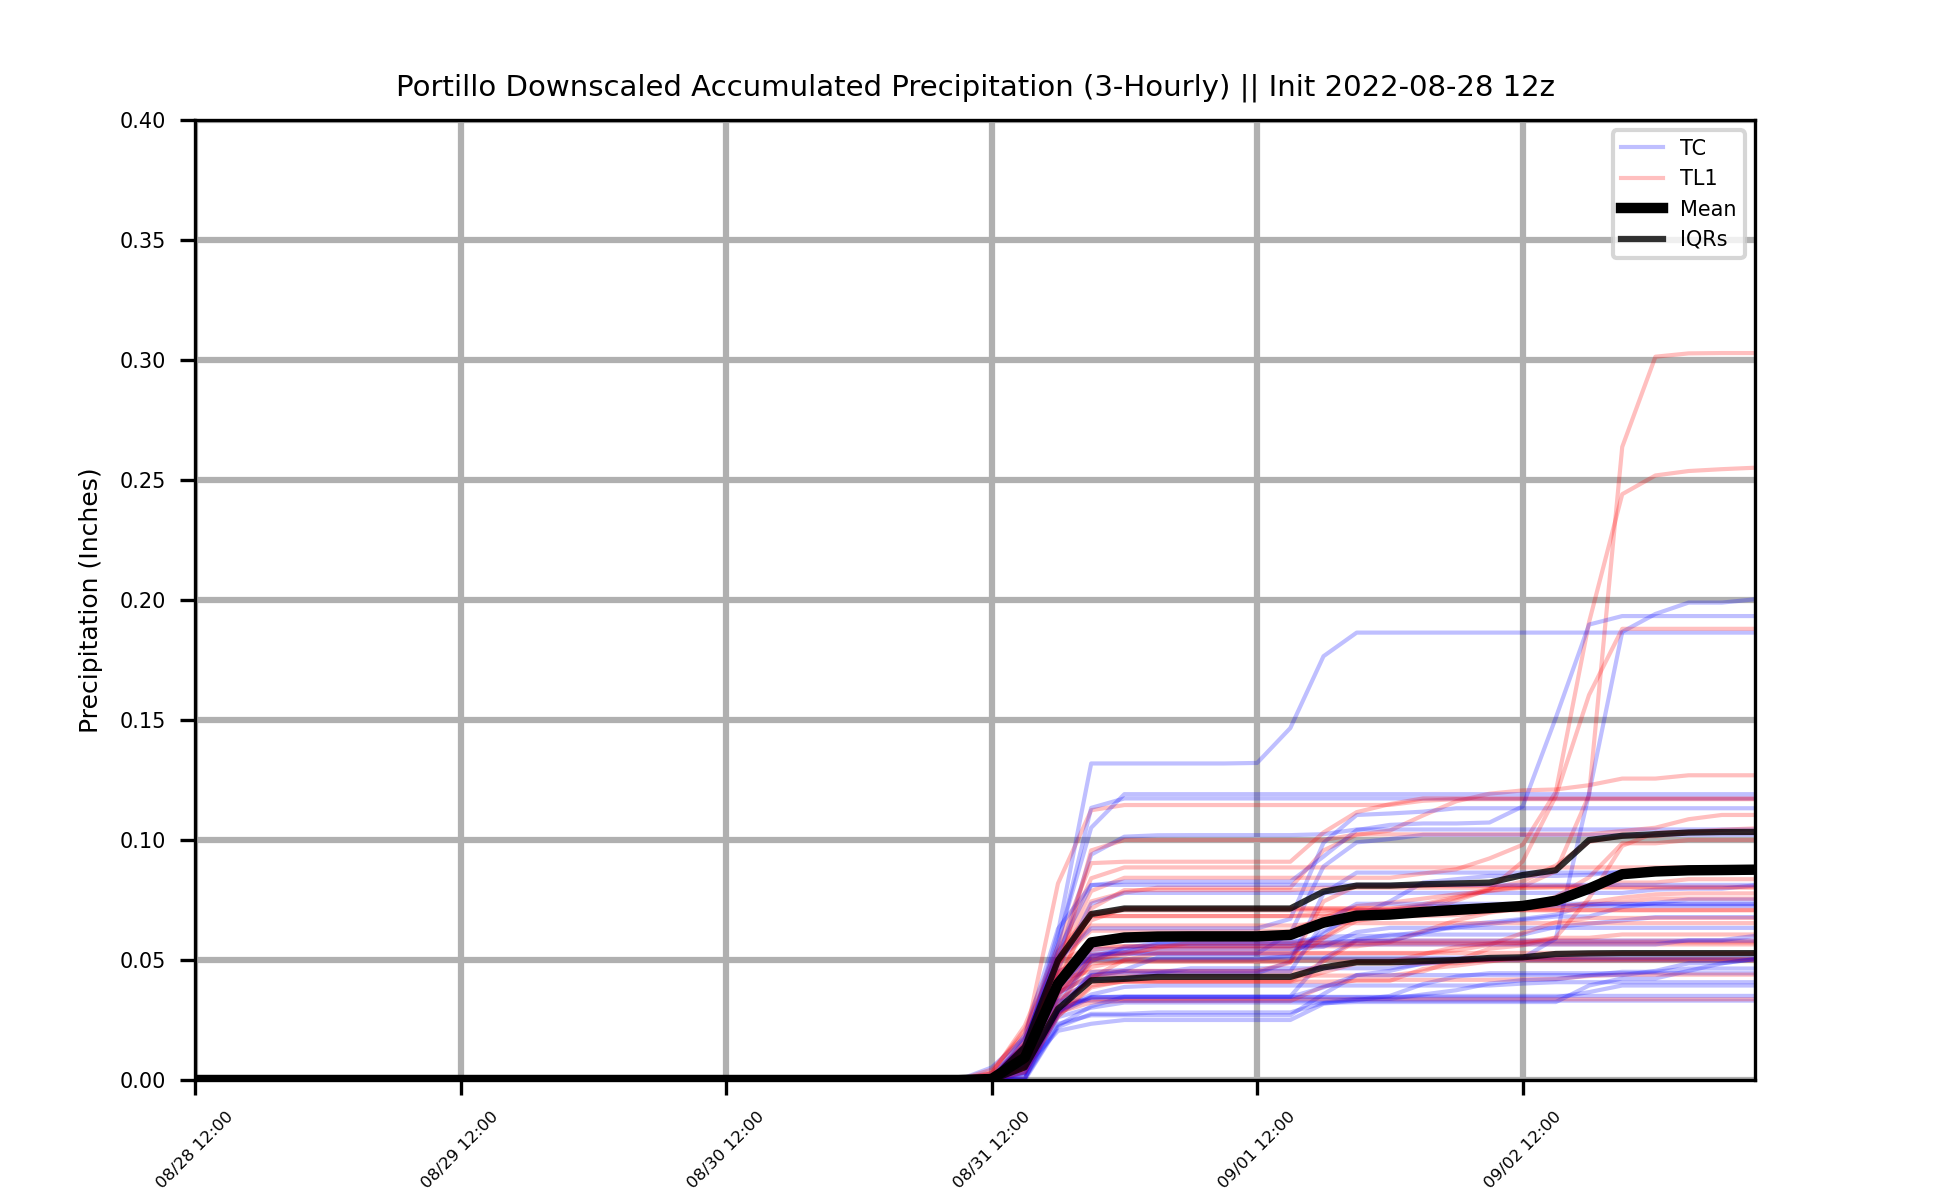 Portillo Downscaled Accumulated Precipitation (3-Hourly) || Init 2022-08-28 12z
Precipitation (Inches)
0.40
0.35
0.30
0.25
0.20
0.15
0.10
0.05
0.00
TC
TL1
Mean
IQRs
08/28 12:00
08/29 12:00
08/30 12:00
08/31 12:00
09/01 12:00
09/02 12:00